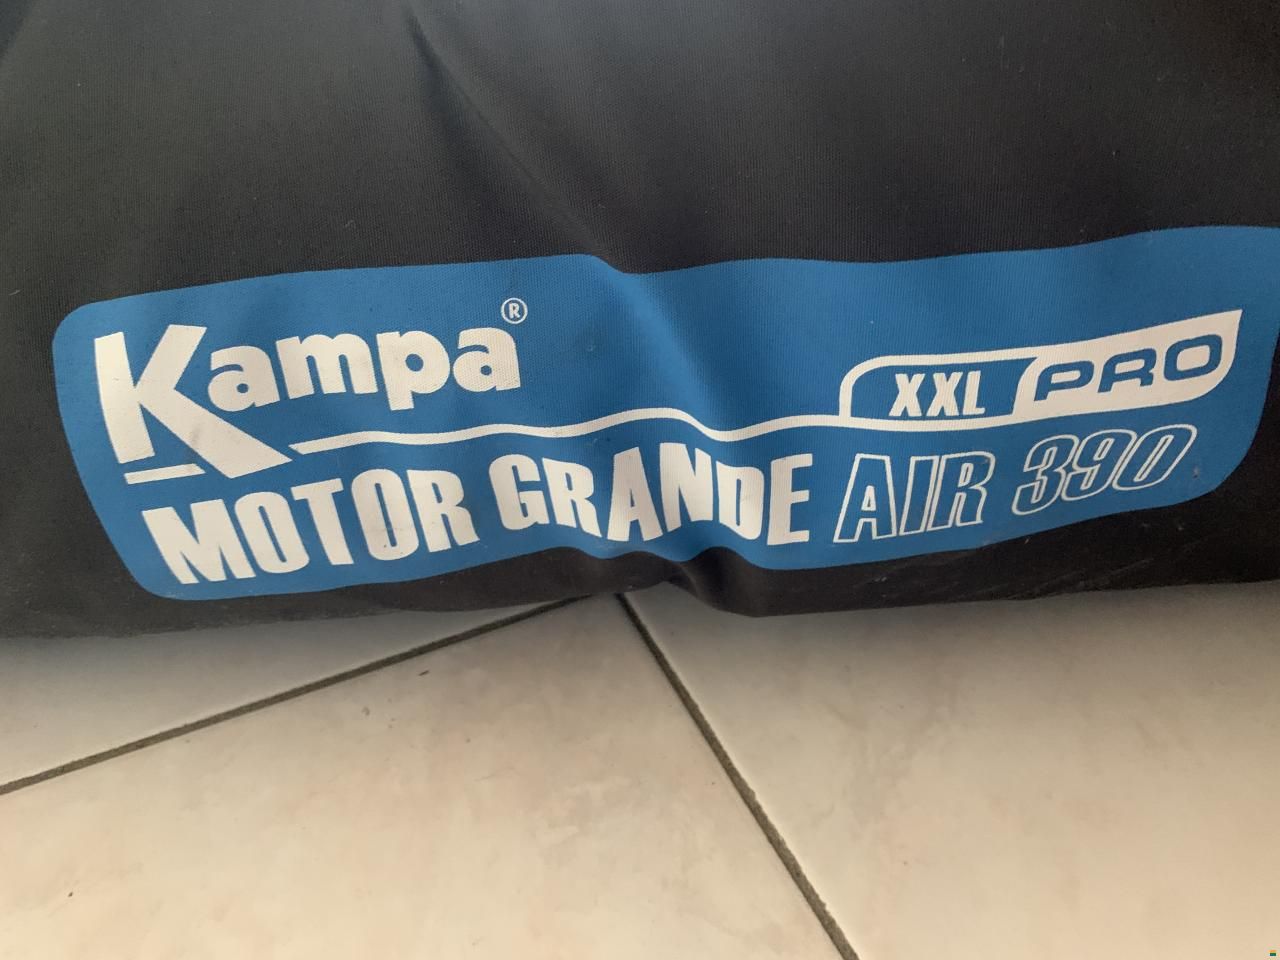 Kampa®
XXL PRO
MOTOR GRANDE AIR 390